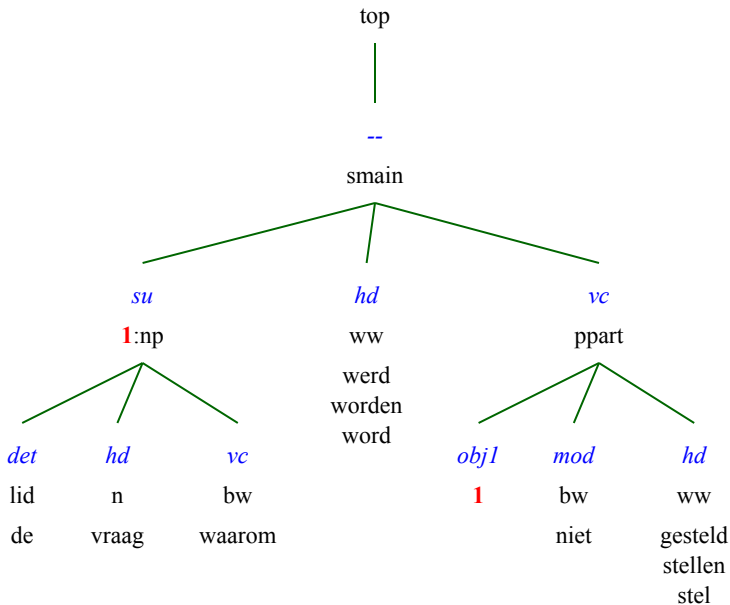 top
--
smain
su hd vc
1:np ww ppart
werd
worden
word
det hd vc obj1 mod hd
lid n bw 1 bw ww
de vraag waarom niet gesteld
stellen
stel